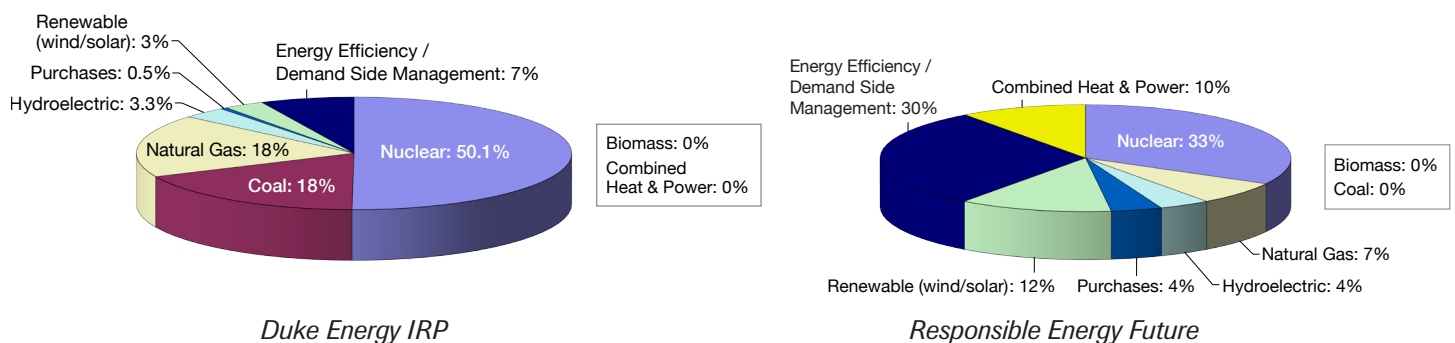 Renewable
(wind/solar): 3%
Purchases: 0.5%
Hydroelectric: 3.3%
Natural Gas: 18%
Coal: 18%
Energy Efficiency /
Demand Side Management: 7%
Nuclear: 50.1%
Biomass: 0%
Combined
Heat & Power: 0%
Duke Energy IRP
Energy Efficiency /
Demand Side
Management: 30%
Combined Heat & Power: 10%
Nuclear: 33%
Biomass: 0%
Coal: 0%
Natural Gas: 7%
Renewable (wind/solar): 12%
Purchases: 4%
Hydroelectric: 4%
Responsible Energy Future